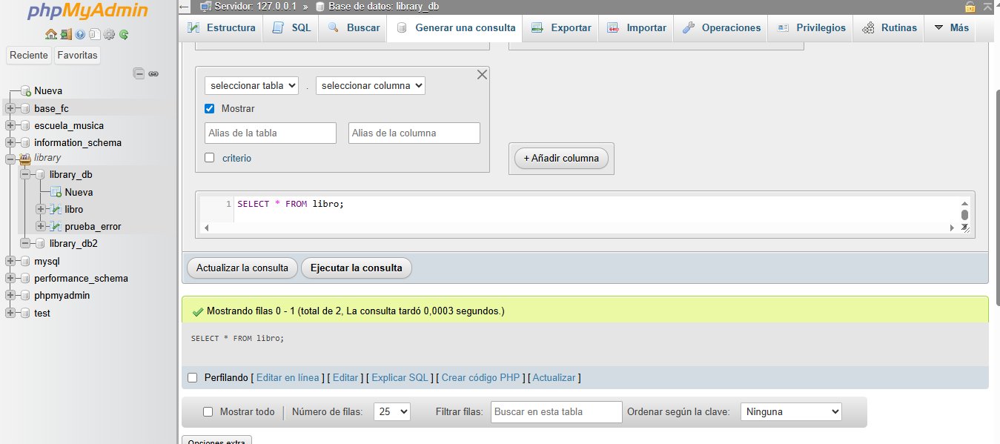 phpMyAdmin
Reciente Favoritas
Nueva
base_fc
escuela_musica
information_schema
library
library_db
Nueva
libro
prueba_error
library_db2
mysql
performance_schema
phpmyadmin
test
Servidor: 127.0.0.1 » Base de datos: library_db
Estructura SQL Buscar Generar una consulta Exportar Importar Operaciones Privilegios Rutinas Más
seleccionar tabla . seleccionar columna
Mostrar
Alias de la tabla Alias de la columna
criterio
+ Añadir columna
1 SELECT * FROM libro;
Actualizar la consulta Ejecutar la consulta
Mostrando filas 0 - 1 (total de 2, La consulta tardó 0,0003 segundos.)
SELECT * FROM libro;
Perfilando [ Editar en línea ] [ Editar ] [ Explicar SQL ] [ Crear código PHP ] [ Actualizar ]
Mostrar todo | Número de filas: 25 Filtrar filas: Buscar en esta tabla Ordenar según la clave: Ninguna
Opciones extra